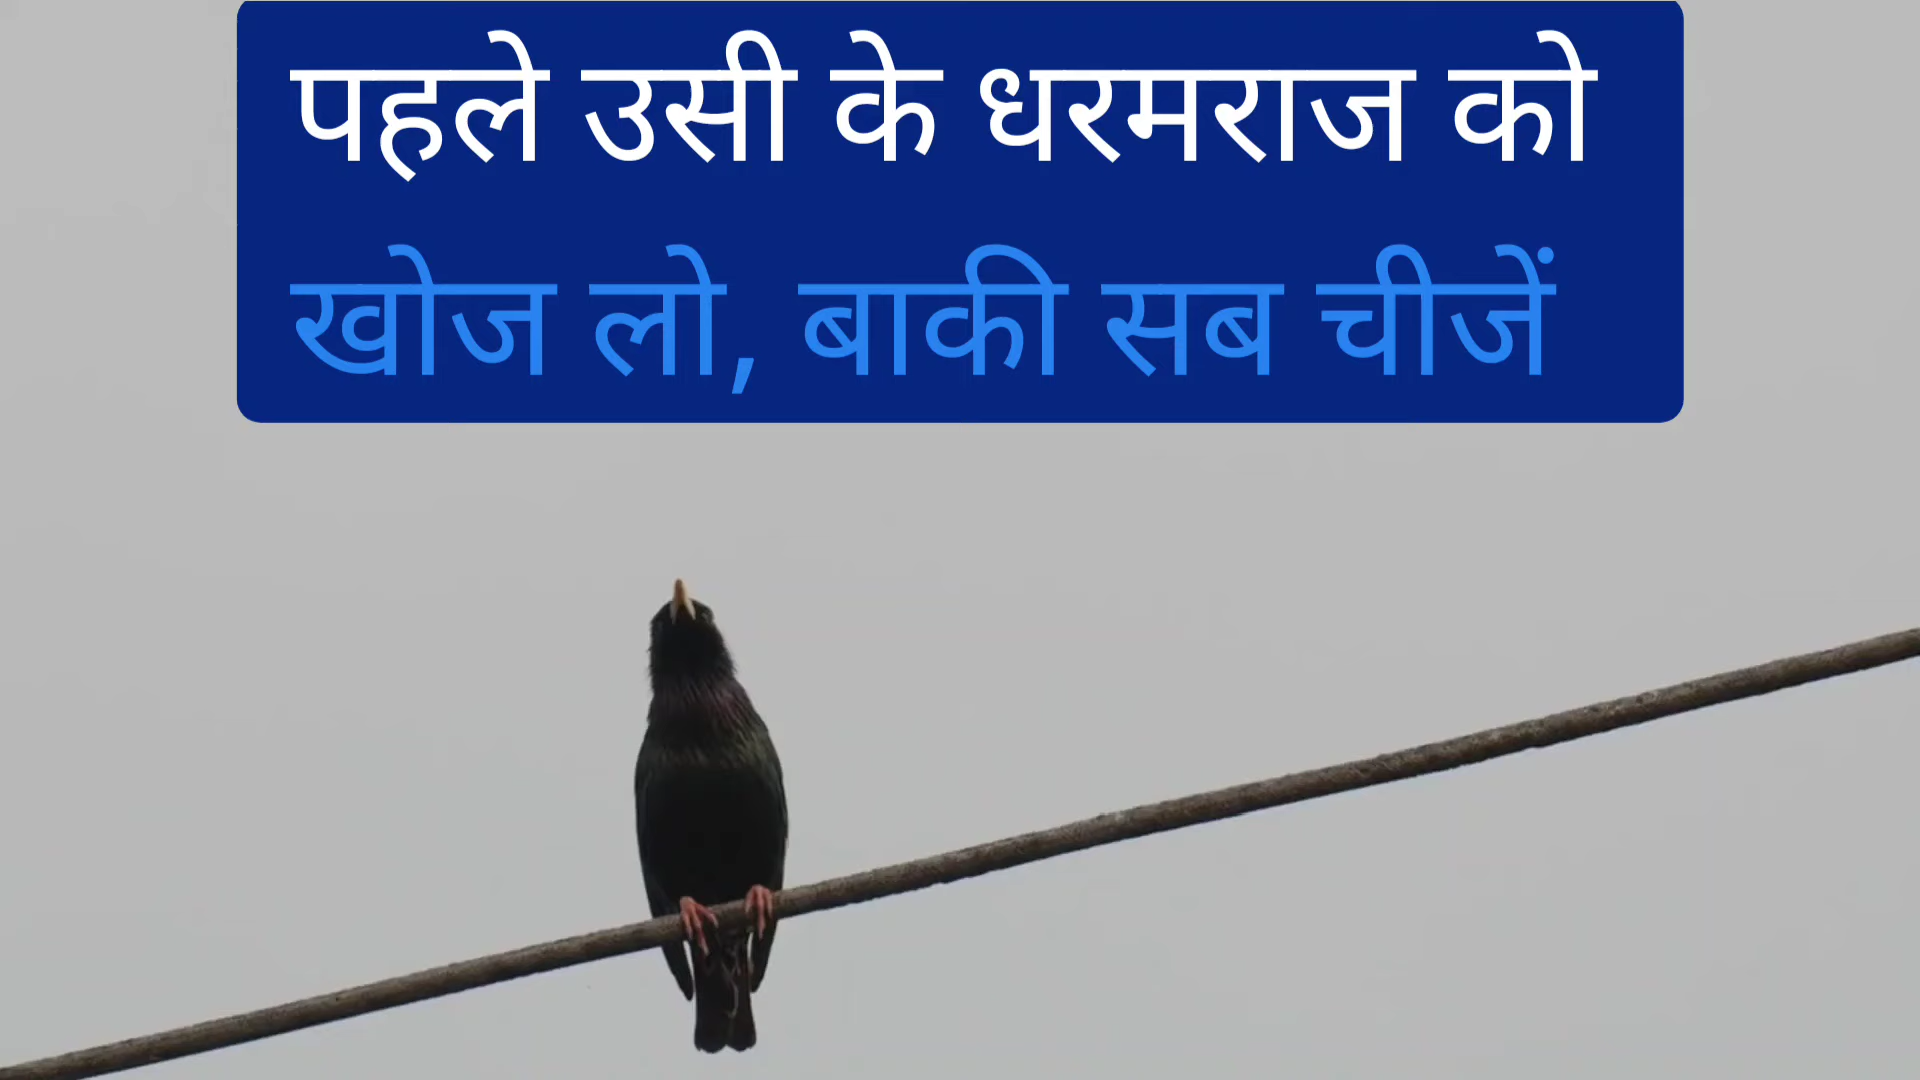 पहले उसी के धरमराज को
खोज लो, बाकी सब चीजें